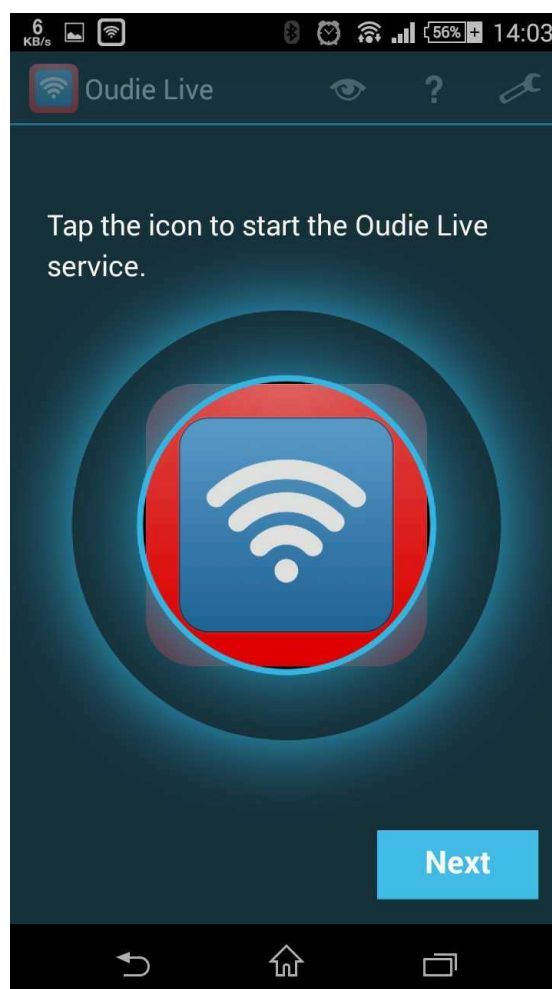 6
KB/s
56%
14:03
Oudie Live
?
Tap the icon to start the Oudie Live
service.
Next